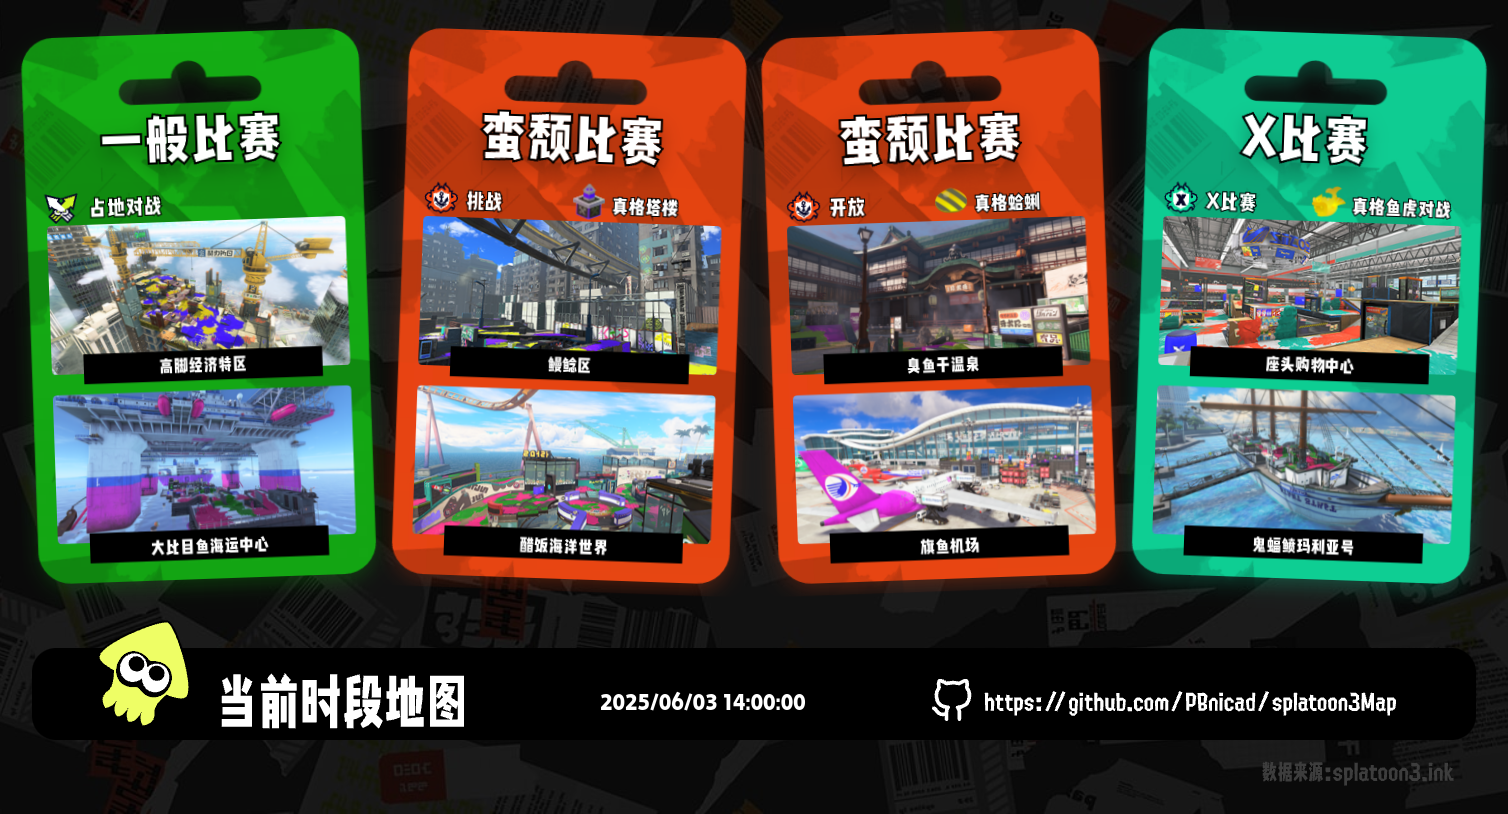 一般比赛
占地对战
高脚经济特区
大比目鱼海运中心
蛮颓比赛
挑战
真格塔楼
鳗鲶区
醋饭海洋世界
蛮颓比赛
开放
真格蛤蜊
臭鱼干温泉
旗鱼机场
X比赛
X比赛
真格鱼虎对战
座头购物中心
鬼蝠鲼玛利亚号
当前时段地图
2025/06/03 14:00:00
https://github.com/PBnicad/splatoon3Map
数据来源:splatoon3.ink